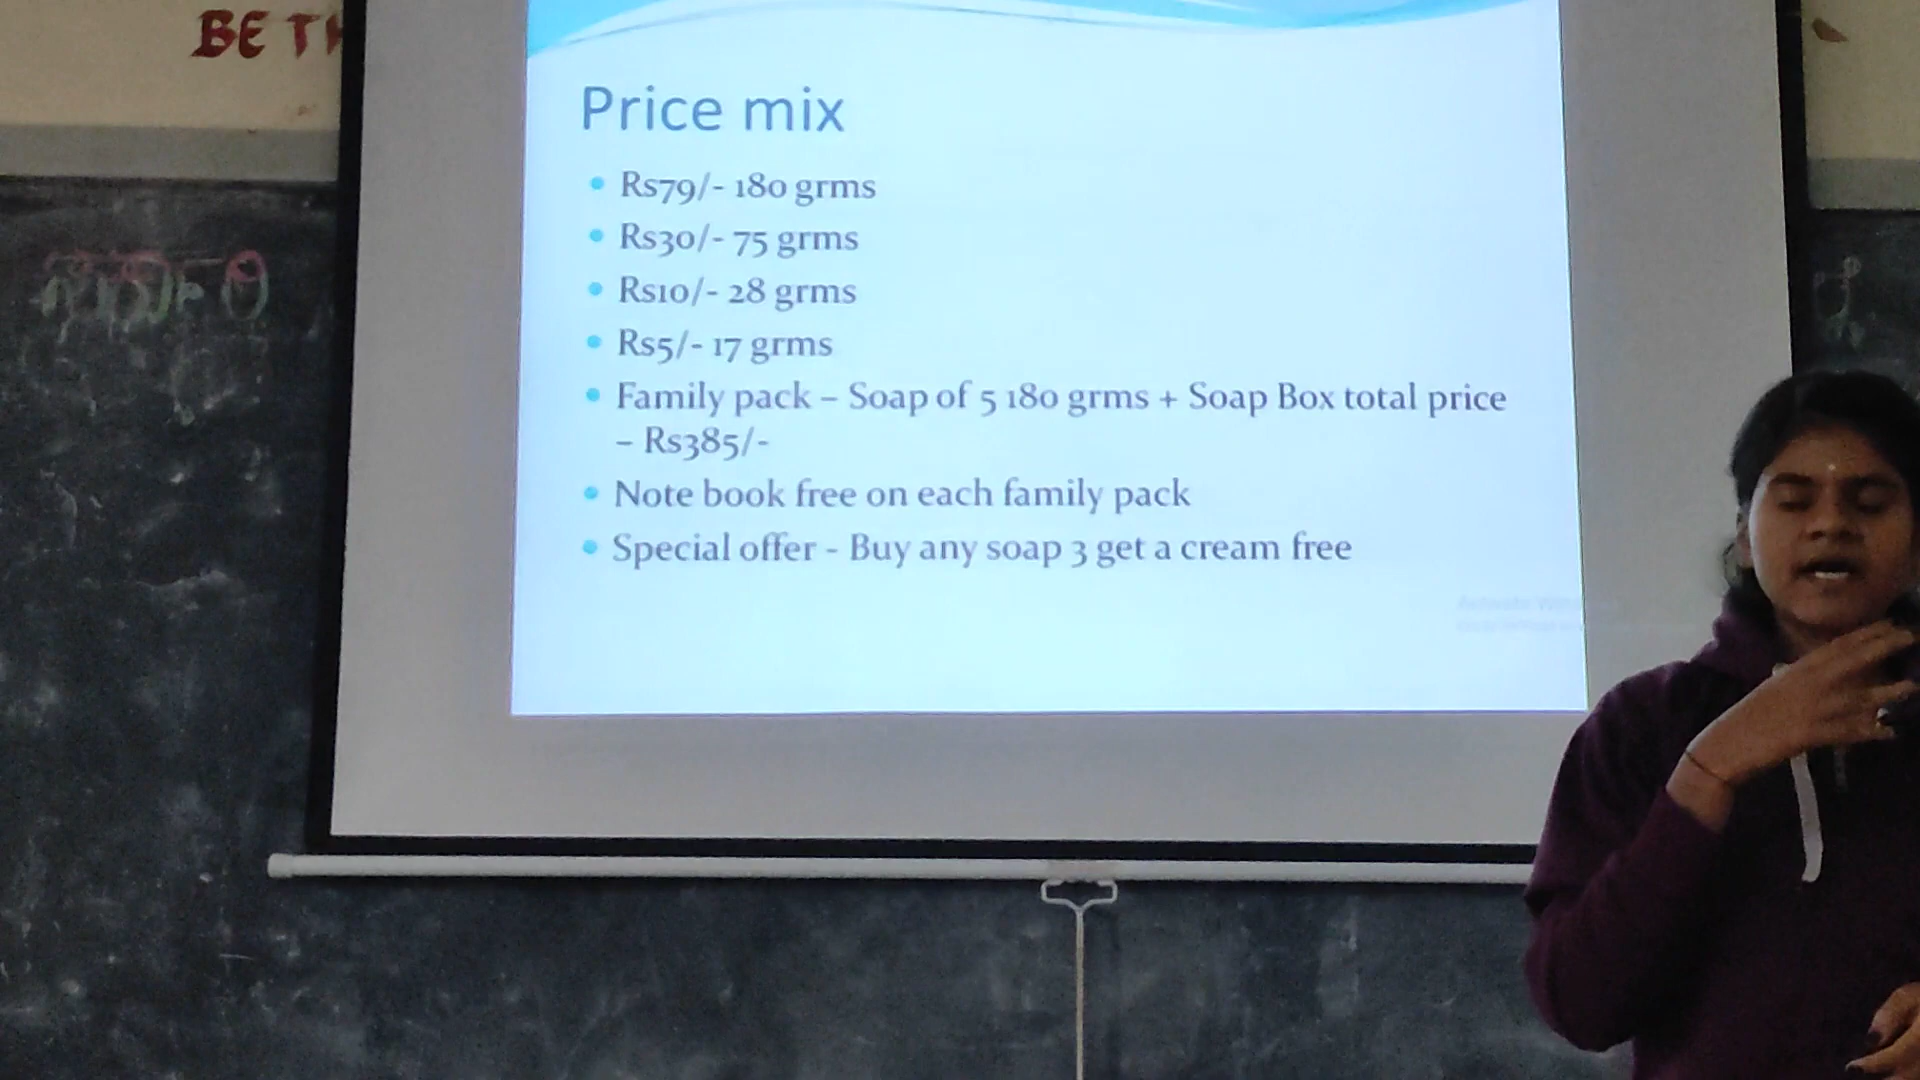 BE TH
Price mix
• Rs79/- 180 grms
• Rs30/- 75 grms
• Rs10/- 28 grms
• Rs5/- 17 grms
• Family pack – Soap of 5 180 grms + Soap Box total price
– Rs385/-
• Note book free on each family pack
• Special offer - Buy any soap 3 get a cream free